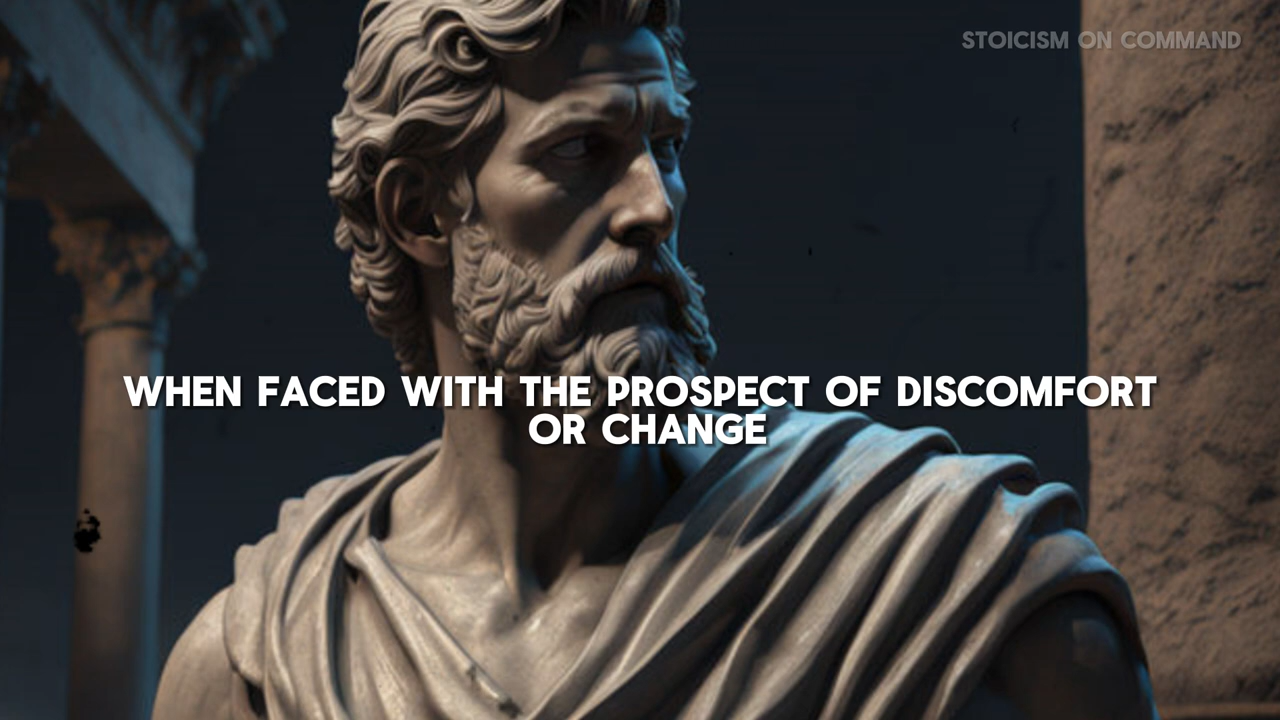 STOICISM ON COMMAND
WHEN FACED WITH THE PROSPECT OF DISCOMFORT
OR CHANGE